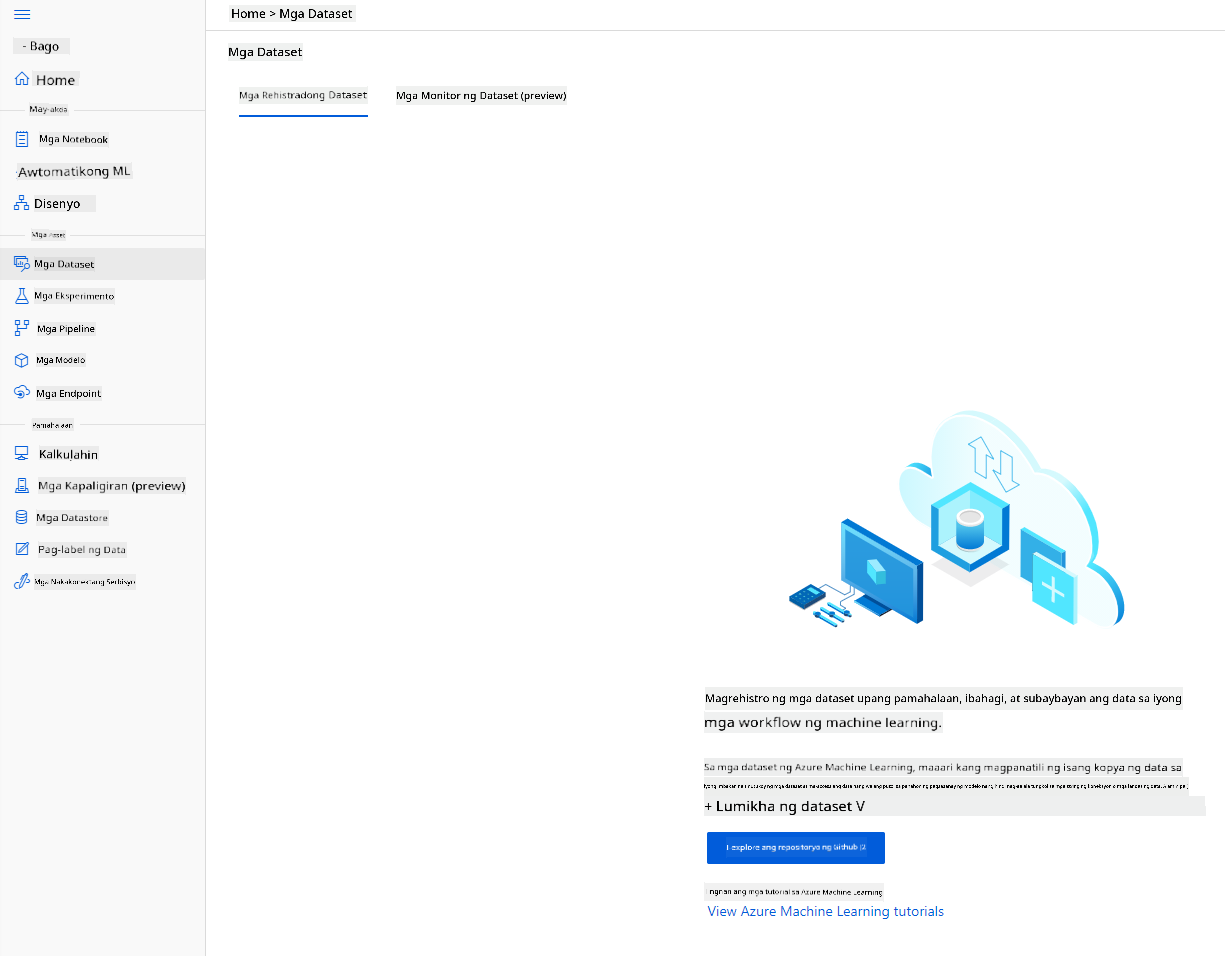 Home > Mga Dataset
- Bago
Mga Dataset
Home
Mga Rehistradong Dataset
Mga Monitor ng Dataset (preview)
May-akda
Mga Notebook
Awtomatikong ML
Disenyo
Mga Asset
Mga Dataset
Mga Eksperimento
Mga Pipeline
Mga Modelo
Mga Endpoint
Pamahalaan
Kalkulahin
Mga Kapaligiran (preview)
Mga Datastore
Pag-label ng Data
Mga Nakakonektang Serbisyo
Magrehistro ng mga dataset upang pamahalaan, ibahagi, at subaybayan ang data sa iyong
mga workflow ng machine learning.
Sa mga dataset ng Azure Machine Learning, maaari kang magpanatili ng isang kopya ng data sa
+ Lumikha ng dataset V
I-explore ang repositoryo ng Github
ngnan ang mga tutorial sa Azure Machine Learning
View Azure Machine Learning tutorials